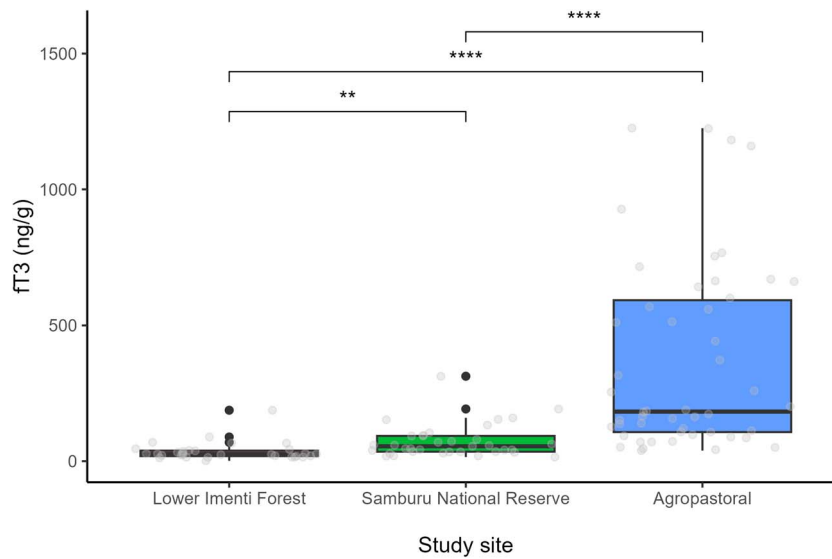 ****
1500
****
**
1000
fT3 (ng/g)
500
0
Lower Imenti Forest Samburu National Reserve Agropastoral
Study site